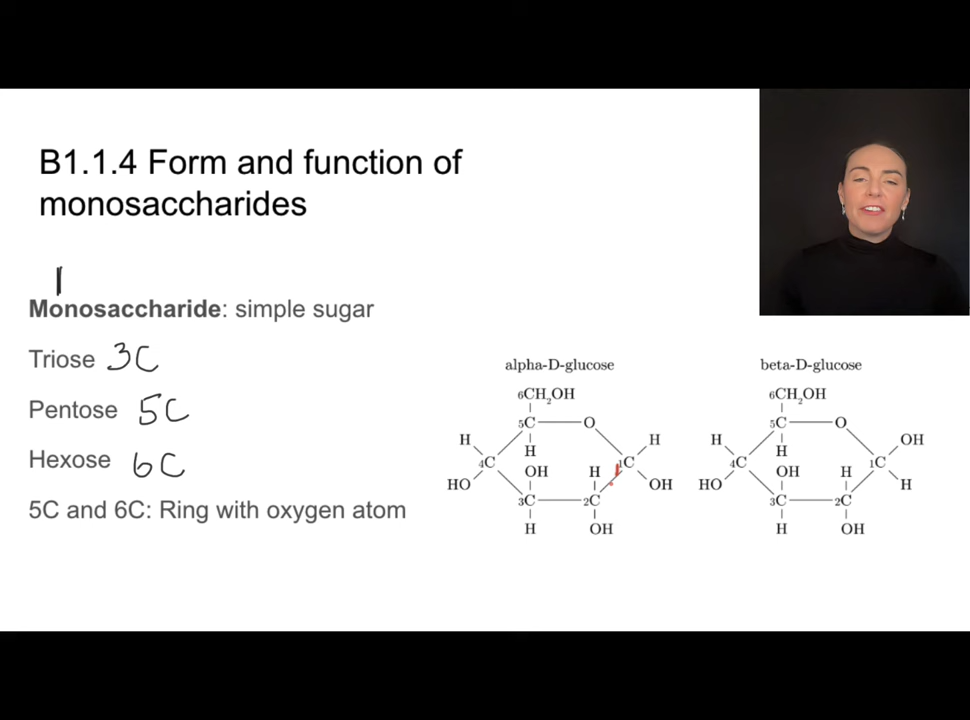 B1.1.4 Form and function of
monosaccharides
1
Monosaccharide: simple sugar
Triose 3C
Pentose 5C
Hexose 6C
5C and 6C: Ring with oxygen atom
alpha-D-glucose
6CH2OH
5C O
H H H
4C 1C
OH H
HO OH
3C 2C
H OH
beta-D-glucose
6CH2OH
5C O
H H OH
4C 1C
OH H
HO H
3C 2C
H OH